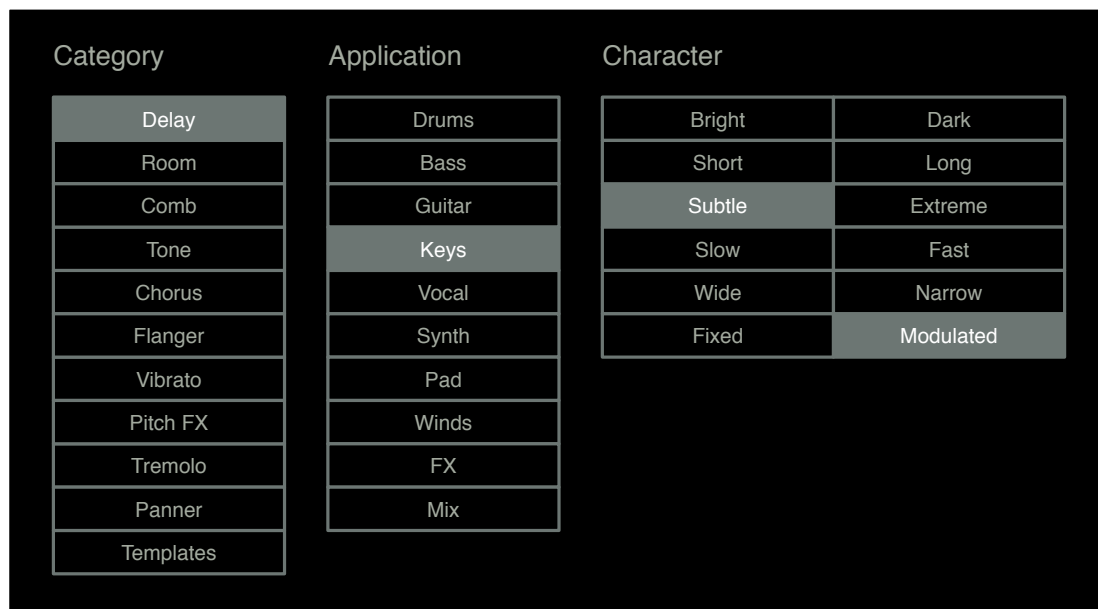 Category Application Character
Delay Drums Bright Dark
Room Bass Short Long
Comb Guitar Subtle Extreme
Tone Keys Slow Fast
Chorus Vocal Wide Narrow
Flanger Synth Fixed Modulated
Vibrato Pad
Pitch FX Winds
Tremolo FX
Panner Mix
Templates